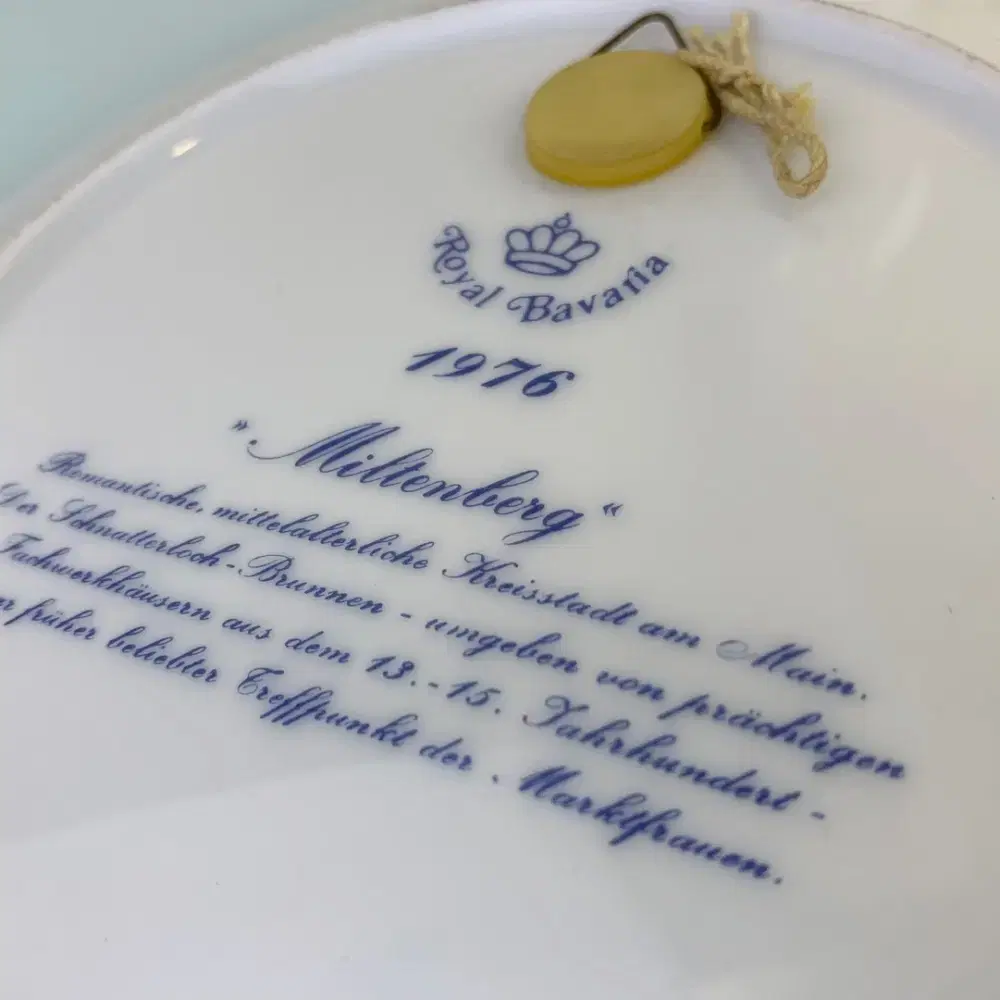 Royal Bavaria
1976
"Miltenberg"
Romantische, mittelalterliche Kreisstadt am Main.
Der Schnatterloch-Brunnen - umgeben von prächtigen
Fachwerkhäusern aus dem 13.-15. Jahrhundert -
früher beliebter Treffpunkt der Marktfrauen.